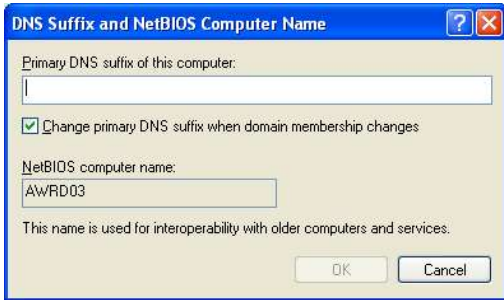 DNS Suffix and NetBIOS Computer Name
Primary DNS suffix of this computer:
Change primary DNS suffix when domain membership changes
NetBIOS computer name:
AWRD03
This name is used for interoperability with older computers and services.
OK Cancel